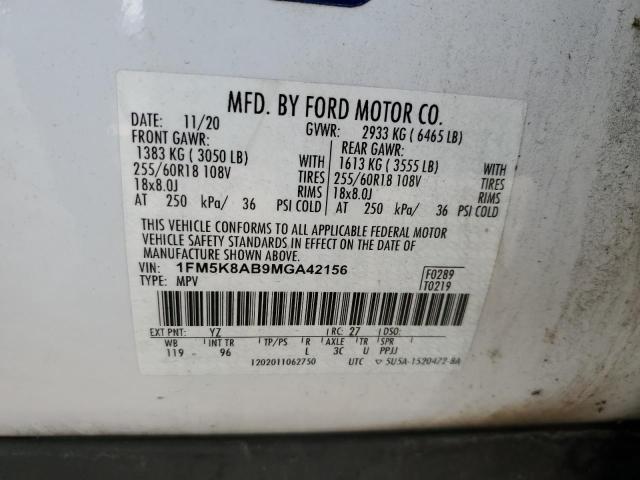 MFD. BY FORD MOTOR CO.
DATE: 11/20 GVWR: 2933 KG ( 6465 LB)
FRONT GAWR: REAR GAWR:
1383 KG ( 3050 LB) WITH 1613 KG ( 3555 LB) WITH
255/60R18 108V TIRES 255/60R18 108V TIRES
18x8.0J RIMS 18x8.0J RIMS
AT 250 kPa/ 36 PSI COLD AT 250 kPa/ 36 PSI COLD
THIS VEHICLE CONFORMS TO ALL APPLICABLE FEDERAL MOTOR
VEHICLE SAFETY STANDARDS IN EFFECT ON THE DATE OF
MANUFACTURE SHOWN ABOVE.
VIN: 1FM5K8AB9MGA42156 F0289
TYPE: MPV T0219
EXT PNT: YZ RC: 27 DSO:
WB INT TR TP/PS R AXLE TR SPR
119 96 L 3C U PPJJ
I202011062750 UTC 5U5A-1520472-BA